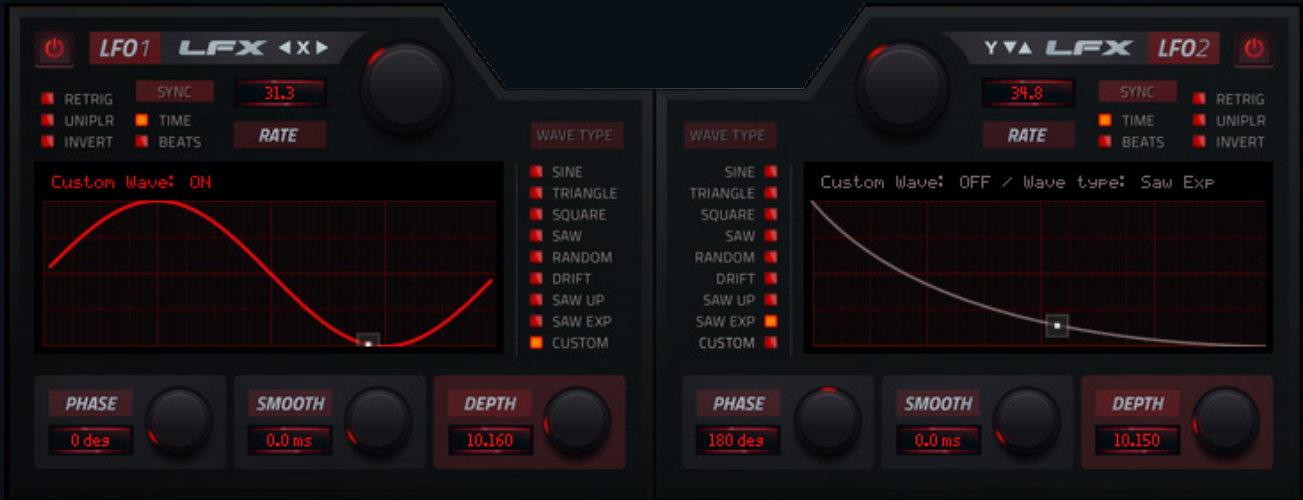 LFO1 LFX ◀X▶
RETRIG
UNIPLR
INVERT
SYNC
TIME
BEATS
31.3
RATE
WAVE TYPE
Custom Wave: ON
SINE
TRIANGLE
SQUARE
SAW
RANDOM
DRIFT
SAW UP
SAW EXP
CUSTOM
PHASE
0 deg
SMOOTH
0.0 ms
DEPTH
10.160
Y▼▲ LFX LFO2
34.8
RATE
SYNC
TIME
BEATS
RETRIG
UNIPLR
INVERT
WAVE TYPE
SINE
TRIANGLE
SQUARE
SAW
RANDOM
DRIFT
SAW UP
SAW EXP
CUSTOM
Custom Wave: OFF / Wave type: Saw Exp
PHASE
180 deg
SMOOTH
0.0 ms
DEPTH
10.150